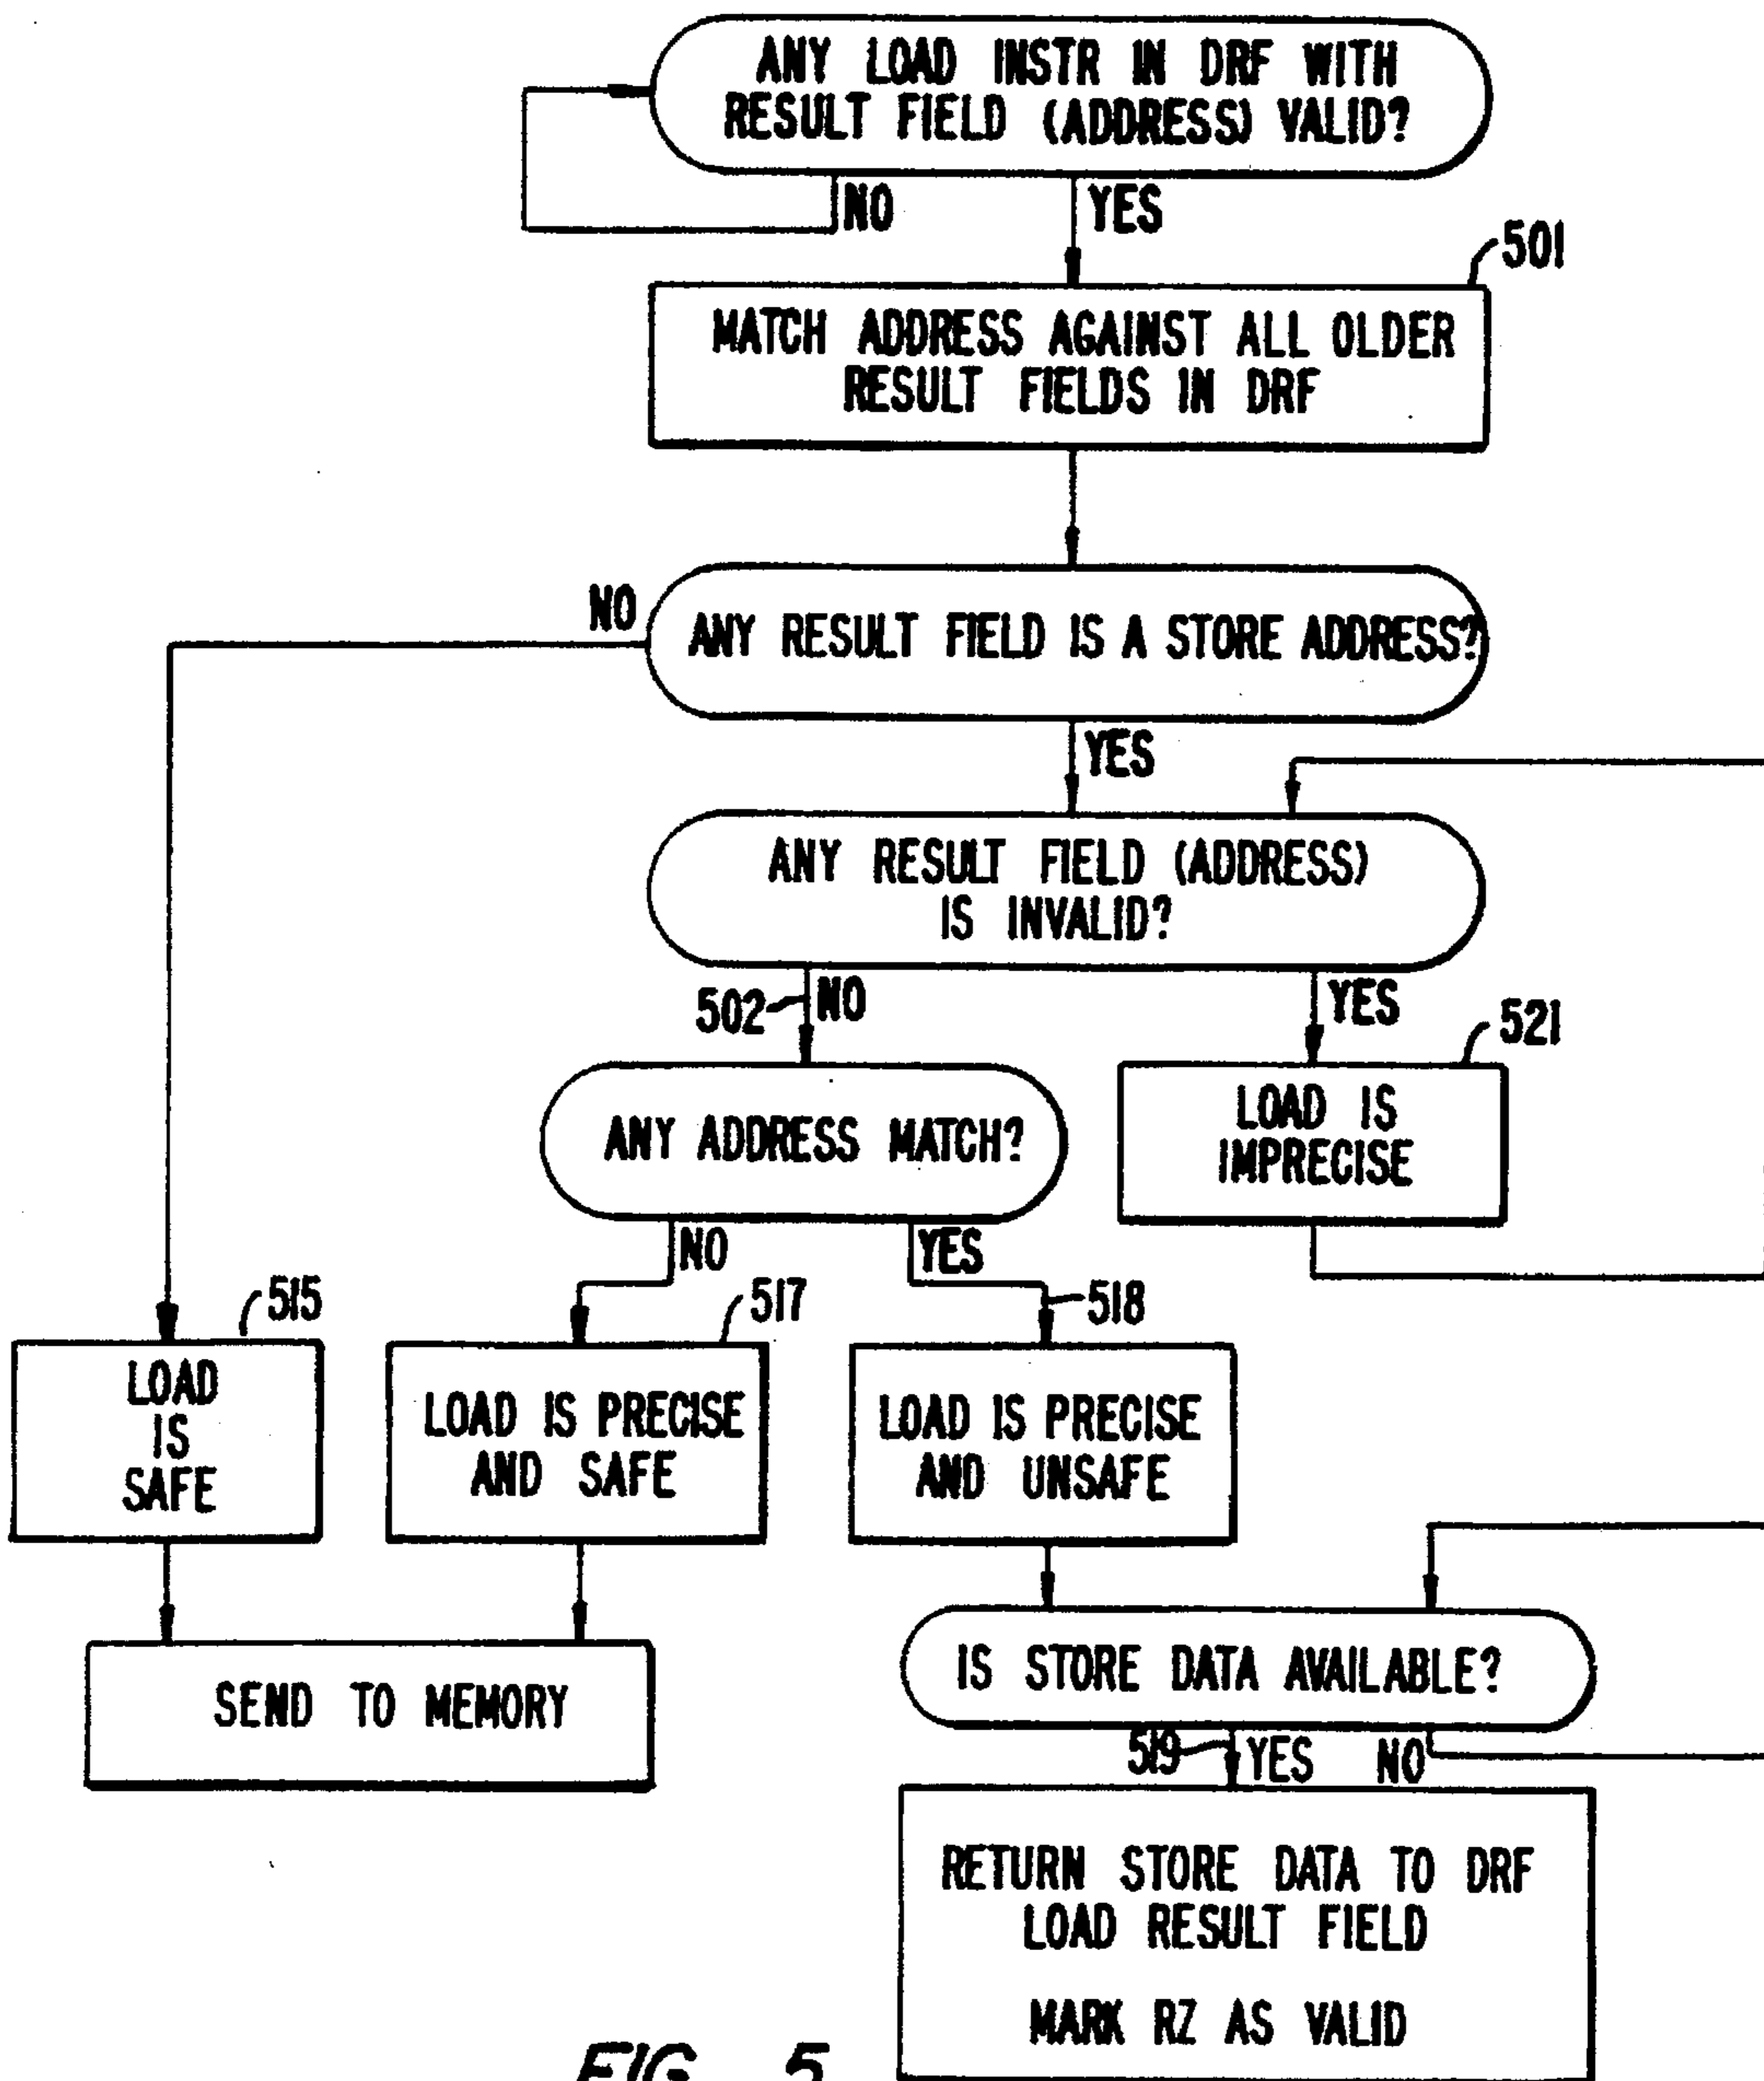 ANY LOAD INSTR IN DRF WITH
RESULT FIELD (ADDRESS) VALID?
NO
YES
501
MATCH ADDRESS AGAINST ALL OLDER
RESULT FIELDS IN DRF
NO
ANY RESULT FIELD IS A STORE ADDRESS?
YES
ANY RESULT FIELD (ADDRESS)
IS INVALID?
502
NO
YES
521
ANY ADDRESS MATCH?
LOAD IS
IMPRECISE
NO
YES
515
517
518
LOAD
IS
SAFE
LOAD IS PRECISE
AND SAFE
LOAD IS PRECISE
AND UNSAFE
SEND TO MEMORY
IS STORE DATA AVAILABLE?
519
YES
NO
RETURN STORE DATA TO DRF
LOAD RESULT FIELD
MARK RZ AS VALID
FIG 5